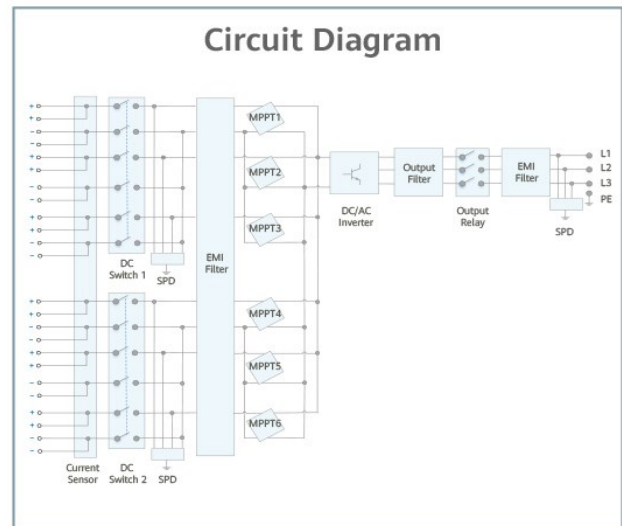 Circuit Diagram
+
+
-
-
+
+
-
-
+
+
-
-
DC
Switch 1
SPD
+
+
-
-
+
+
-
-
+
+
-
-
Current
Sensor
DC
Switch 2
SPD
EMI
Filter
MPPT1
MPPT2
MPPT3
MPPT4
MPPT5
MPPT6
DC/AC
Inverter
Output
Filter
Output
Relay
EMI
Filter
L1
L2
L3
PE
SPD